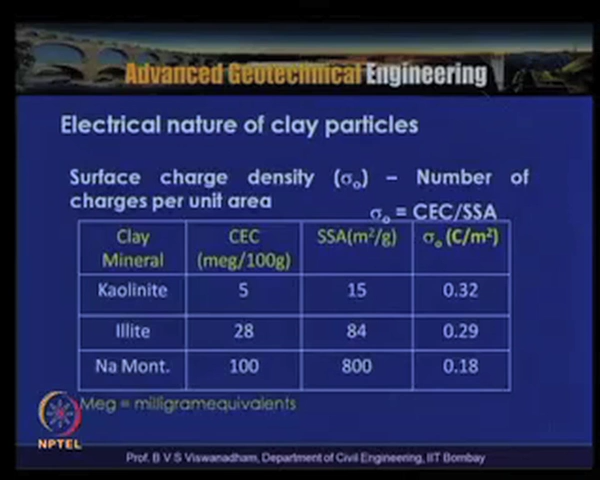 Advanced Geotechnical Engineering
Electrical nature of clay particles
Surface charge density (σo) – Number of
charges per unit area
σo = CEC/SSA
Clay Mineral CEC (meg/100g) SSA(m²/g) σo (C/m²)
Kaolinite 5 15 0.32
Illite 28 84 0.29
Na Mont. 100 800 0.18
Meg = milligramequivalents
NPTEL
Prof. B V S Viswanadham, Department of Civil Engineering, IIT Bombay